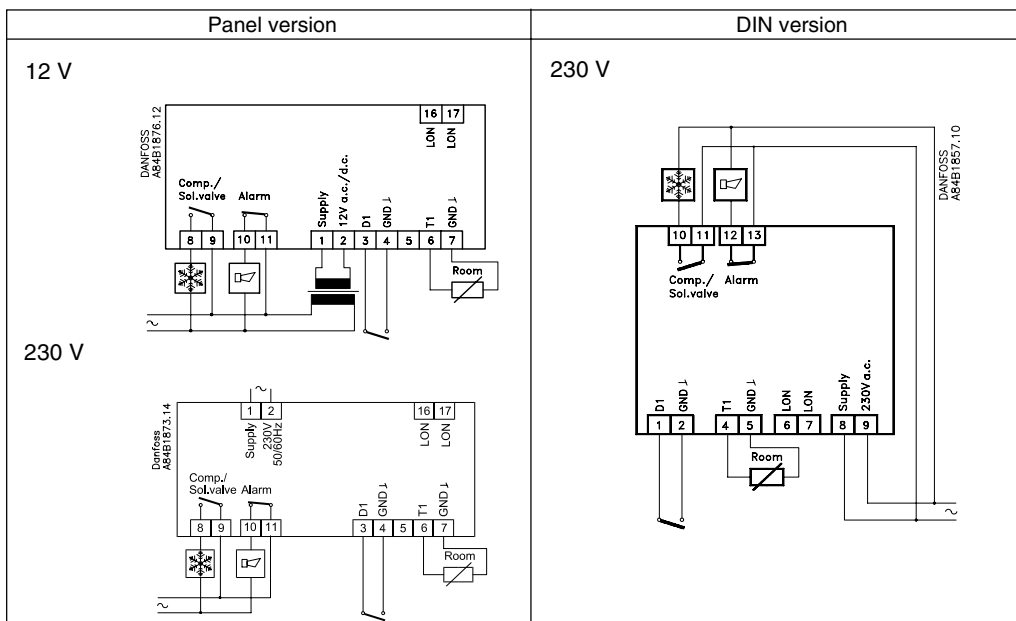 Panel version
DIN version
12 V
DANFOSS
A84B1876.12
16 17
LON LON
Comp./
Sol.valve Alarm
Supply
12V a.c./d.c.
D1
GND ⊥
T1
GND ⊥
8 9 10 11 1 2 3 4 5 6 7
Room
~
230 V
~
Danfoss
A84B1873.14
1 2
Supply
230V
50/60Hz
16 17
LON LON
Comp./
Sol.valve Alarm
D1
GND ⊥
T1
GND ⊥
8 9 10 11 3 4 5 6 7
Room
~
230 V
DANFOSS
A84B1857.10
10 11 12 13
Comp./
Sol.valve Alarm
D1
GND ⊥
T1
GND ⊥
LON
LON
Supply
230V a.c.
1 2 4 5 6 7 8 9
Room
~